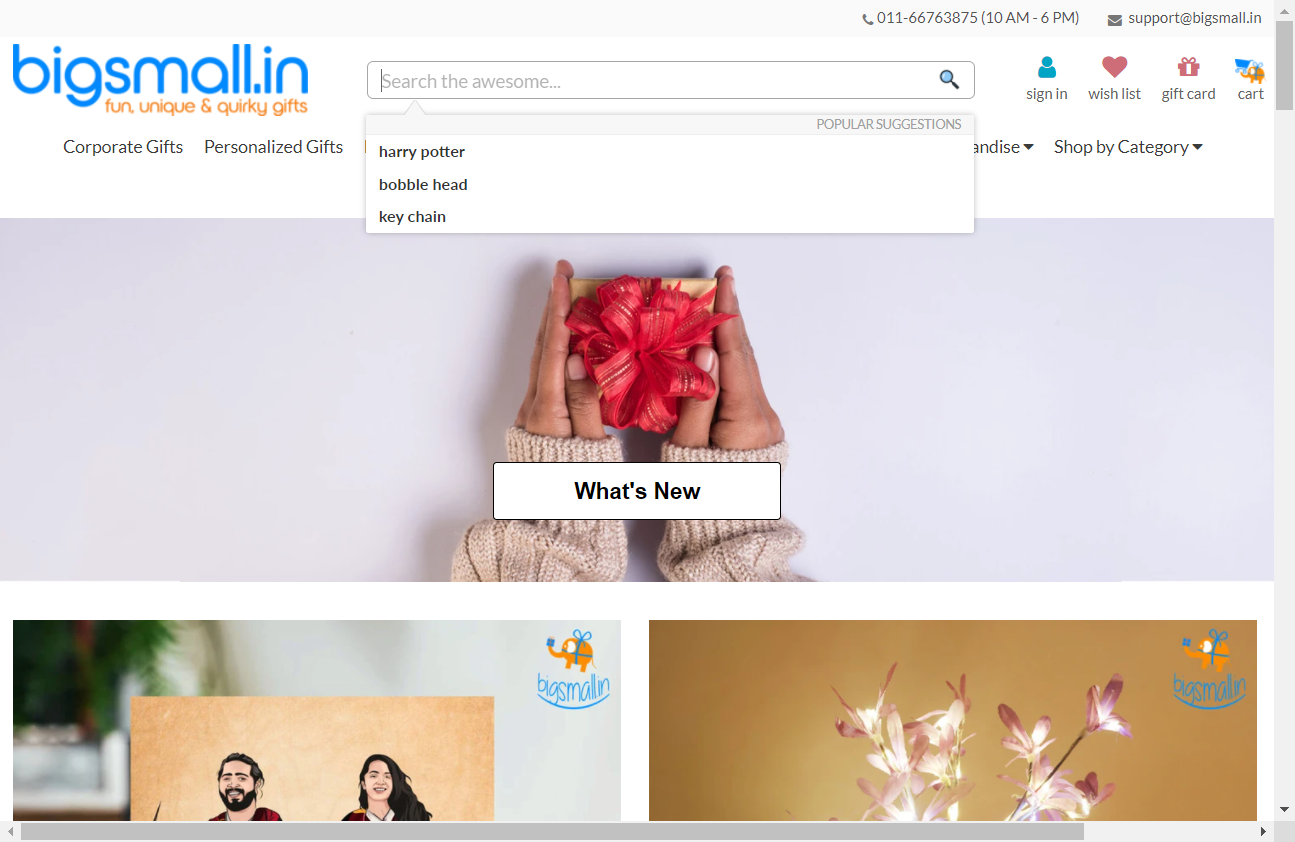 011-66763875 (10 AM - 6 PM) support@bigsmall.in
bigsmall.in
fun, unique & quirky gifts
Search the awesome...
sign in wish list gift card cart
POPULAR SUGGESTIONS
harry potter
bobble head
key chain
Corporate Gifts Personalized Gifts andise Shop by Category
What's New
bigsmall.in
bigsmall.in